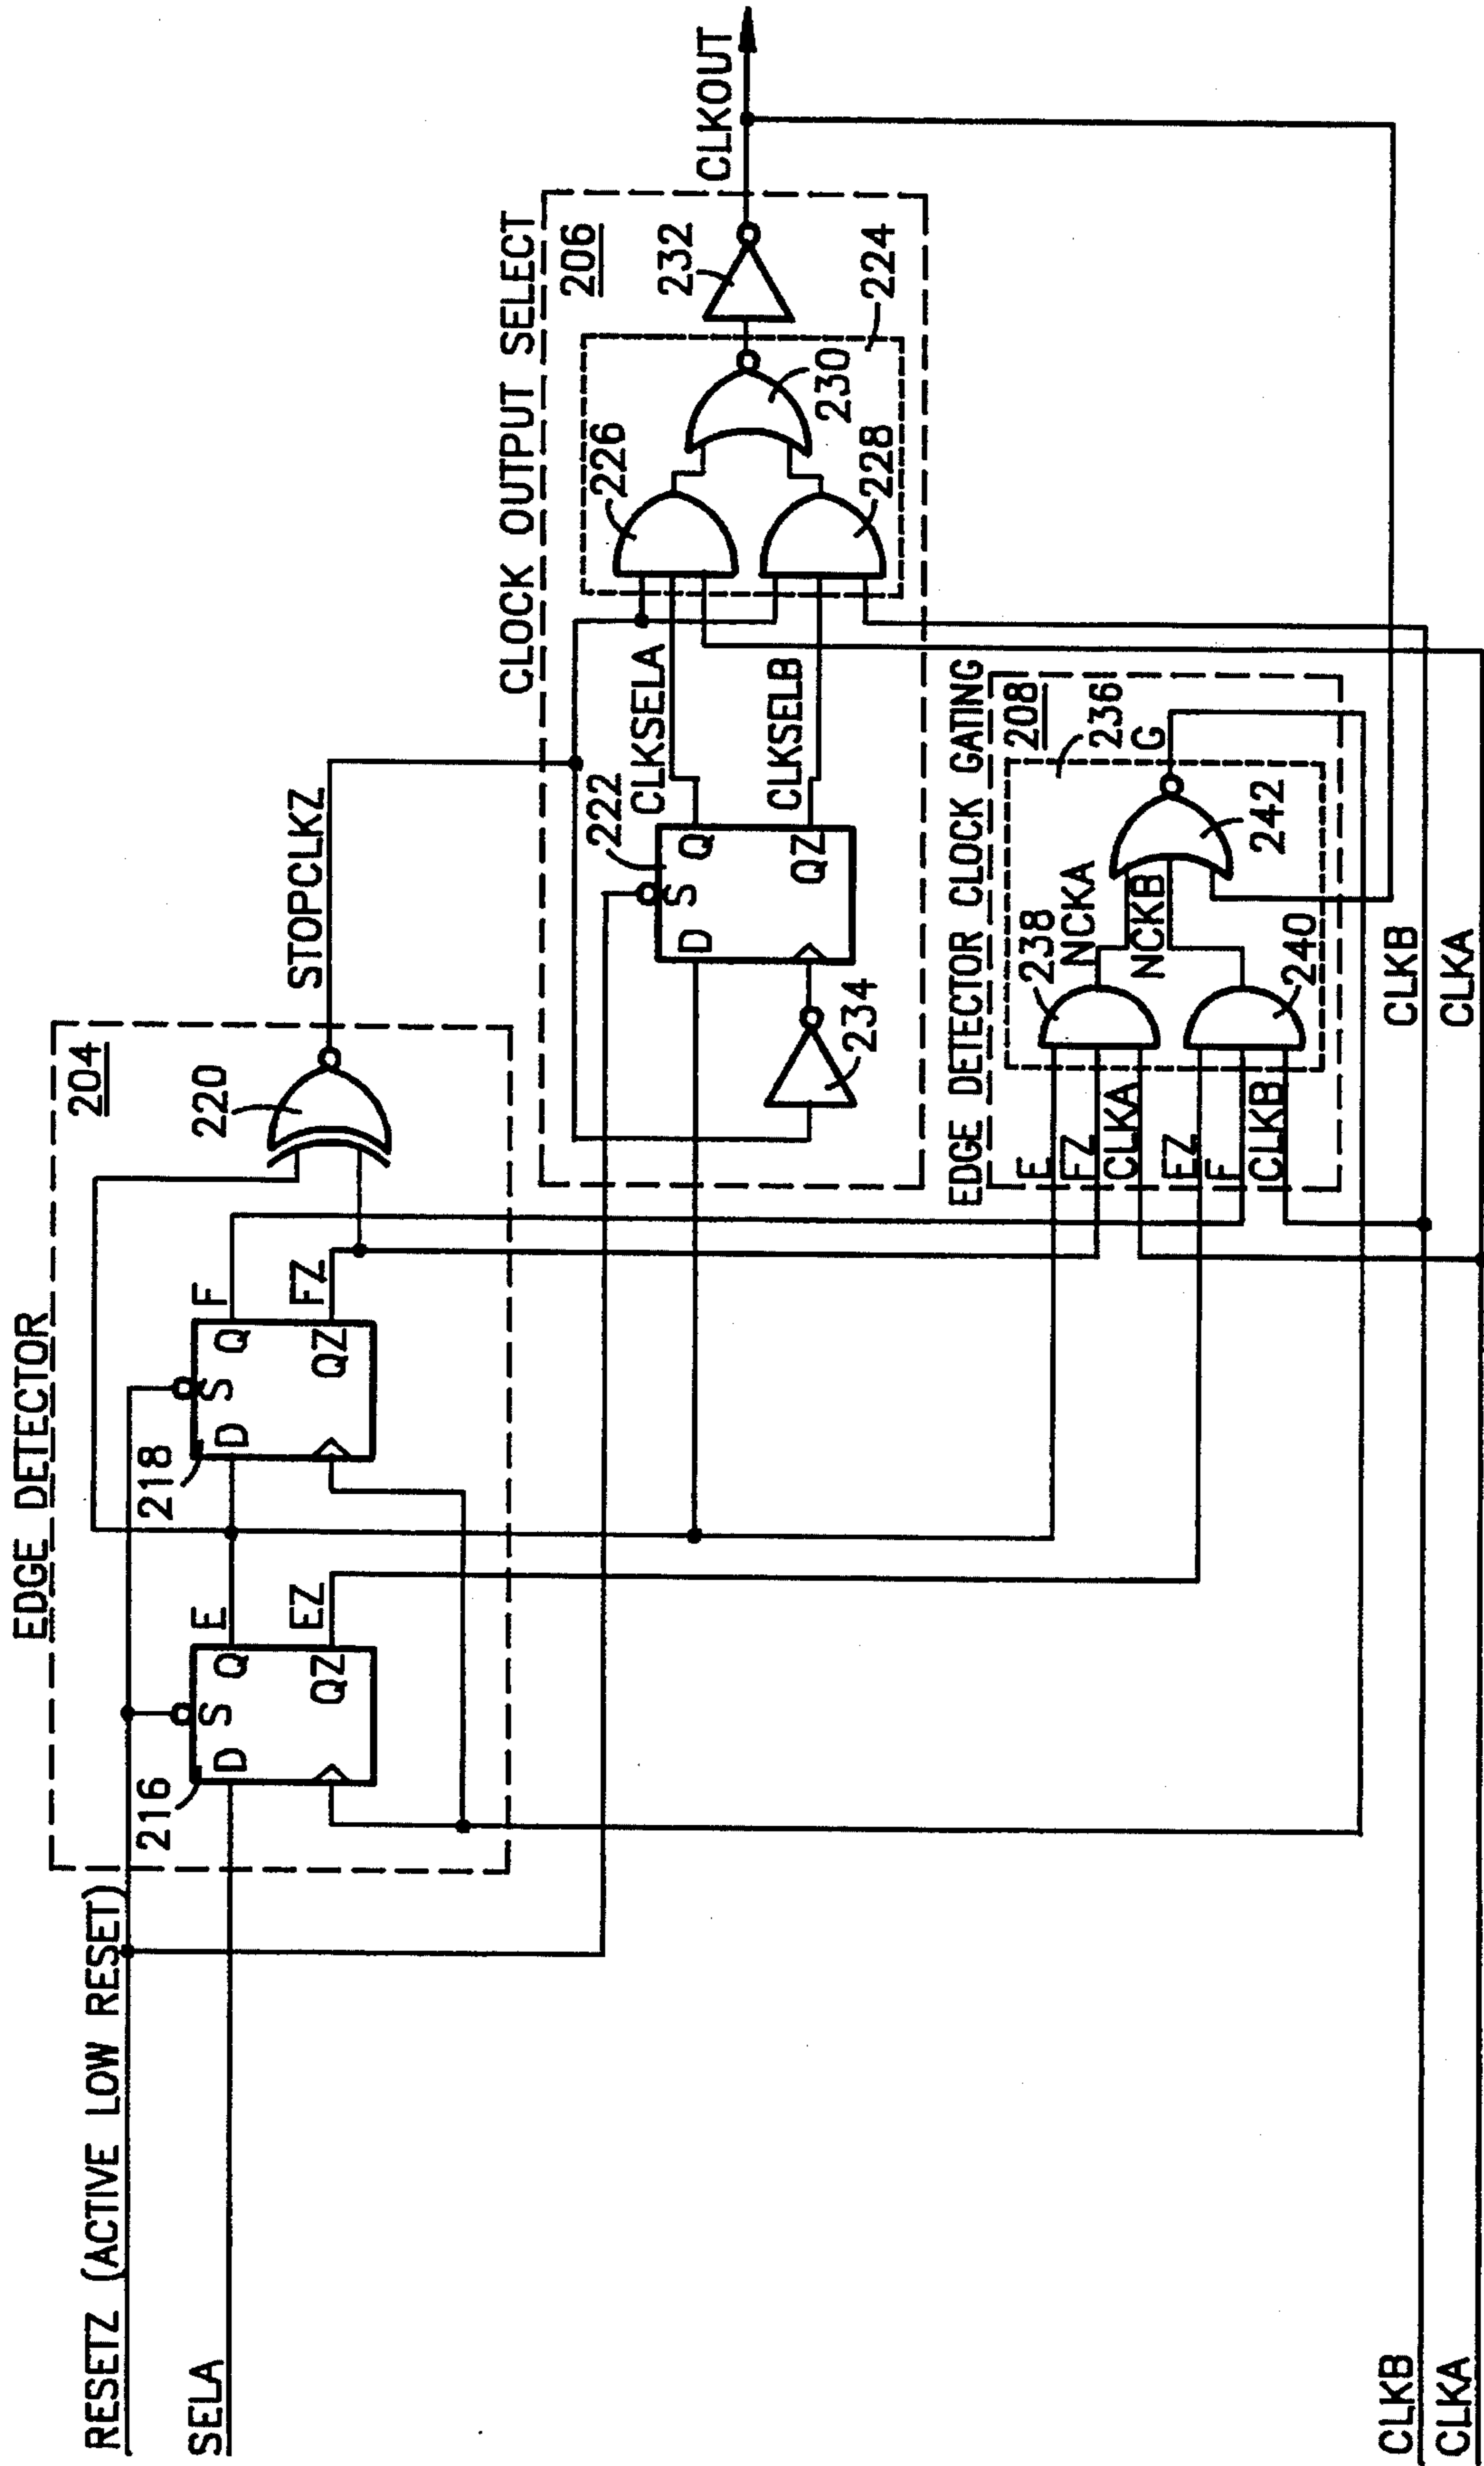 EDGE DETECTOR
RESETZ (ACTIVE LOW RESET)
SELA
204
216
D
S
Q
QZ
E
EZ
218
D
S
Q
QZ
F
FZ
220
STOPCLKZ
CLOCK OUTPUT SELECT
206
222
D
S
Q
QZ
234
CLKSELA
CLKSELB
226
228
230
224
232
CLKOUT
EDGE DETECTOR CLOCK GATING
208
236
E
FZ
CLKA
EZ
F
CLKB
238
240
NCKA
NCKB
242
G
CLKB
CLKA
CLKB
CLKA